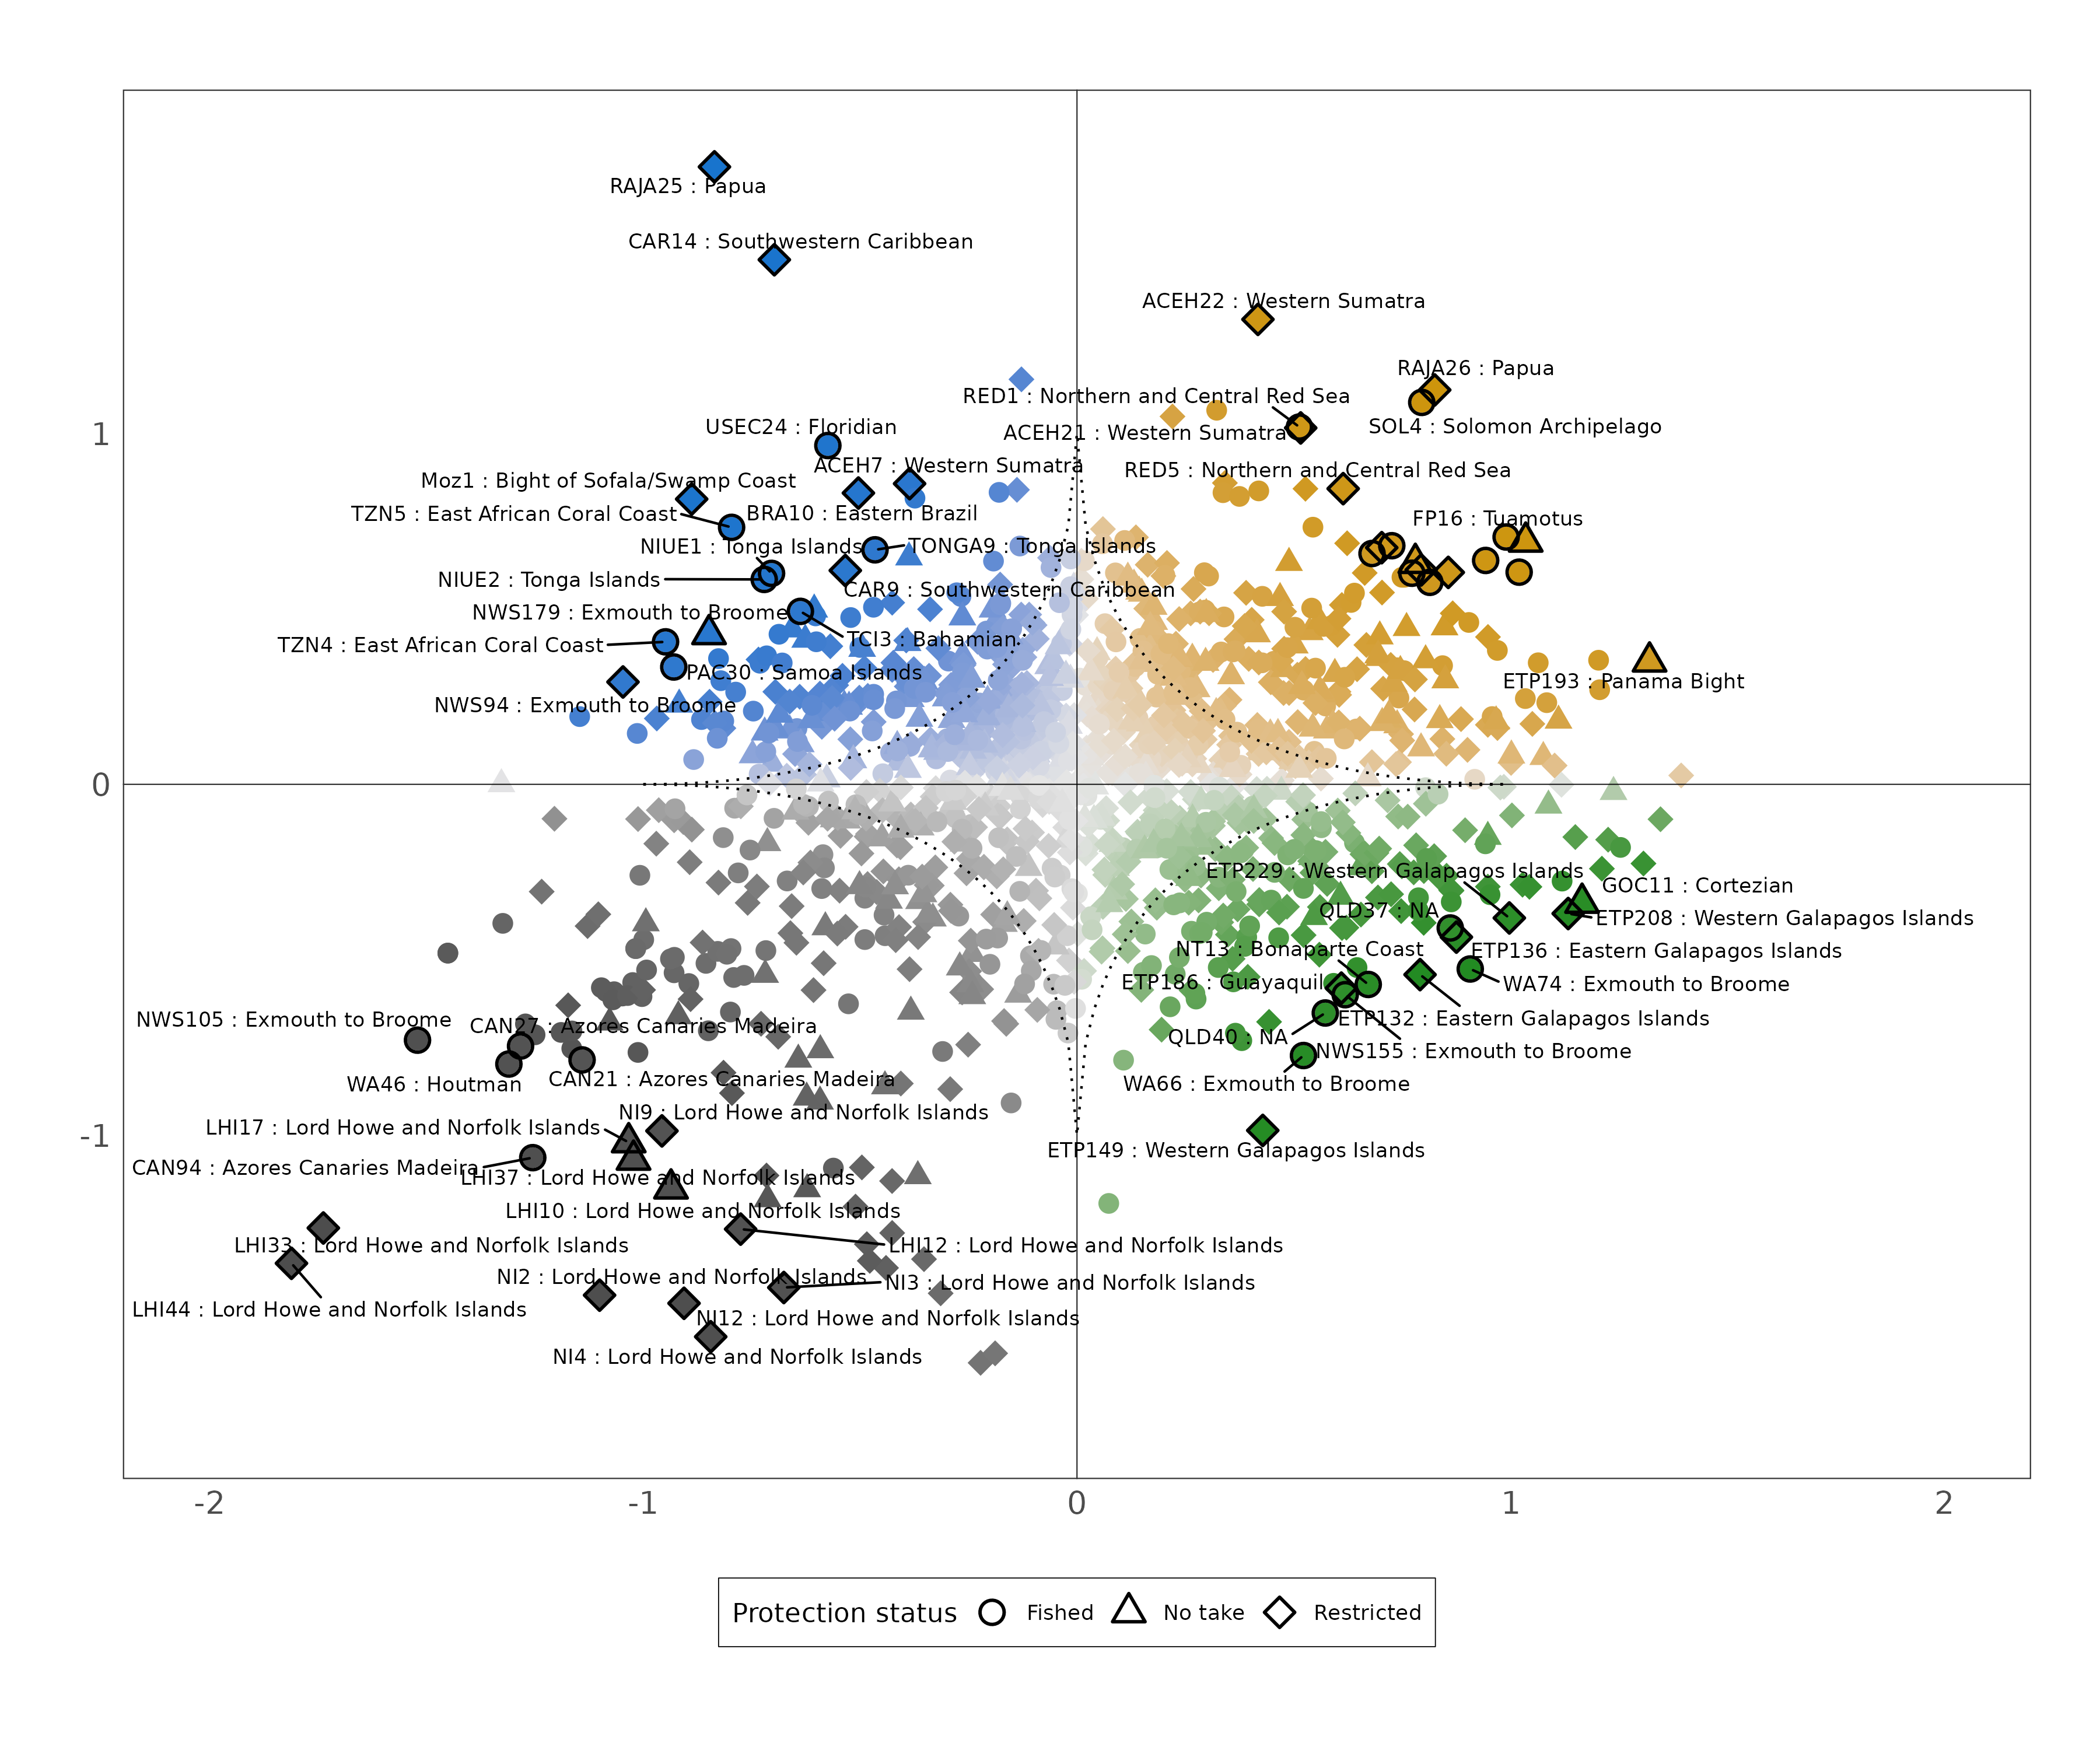 RAJA25 : Papua
CAR14 : Southwestern Caribbean
ACEH22 : Western Sumatra
RAJA26 : Papua
RED1 : Northern and Central Red Sea
USEC24 : Floridian
SOL4 : Solomon Archipelago
1
ACEH21 : Western Sumatra
ACEH7 : Western Sumatra
RED5 : Northern and Central Red Sea
Moz1 : Bight of Sofala/Swamp Coast
TZN5 : East African Coral Coast
BRA10 : Eastern Brazil
FP16 : Tuamotus
NIUE1 : Tonga Islands
TONGA9 : Tonga Islands
NIUE2 : Tonga Islands
CAR9 : Southwestern Caribbean
NWS179 : Exmouth to Broome
TCI3 : Bahamian
TZN4 : East African Coral Coast
PAC30 : Samoa Islands
ETP193 : Panama Bight
NWS94 : Exmouth to Broome
0
ETP229 : Western Galapagos Islands
GOC11 : Cortezian
QLD37 : NA
ETP208 : Western Galapagos Islands
NT13 : Bonaparte Coast
ETP136 : Eastern Galapagos Islands
ETP186 : Guayaquil
WA74 : Exmouth to Broome
NWS105 : Exmouth to Broome
CAN27 : Azores Canaries Madeira
ETP132 : Eastern Galapagos Islands
QLD40 : NA
NWS155 : Exmouth to Broome
WA46 : Houtman
CAN21 : Azores Canaries Madeira
WA66 : Exmouth to Broome
NI9 : Lord Howe and Norfolk Islands
LHI17 : Lord Howe and Norfolk Islands
-1
ETP149 : Western Galapagos Islands
CAN94 : Azores Canaries Madeira
LHI37 : Lord Howe and Norfolk Islands
LHI10 : Lord Howe and Norfolk Islands
LHI33 : Lord Howe and Norfolk Islands
LHI12 : Lord Howe and Norfolk Islands
NI2 : Lord Howe and Norfolk Islands
NI3 : Lord Howe and Norfolk Islands
LHI44 : Lord Howe and Norfolk Islands
NI12 : Lord Howe and Norfolk Islands
NI4 : Lord Howe and Norfolk Islands
-2 -1 0 1 2
Protection status Fished No take Restricted